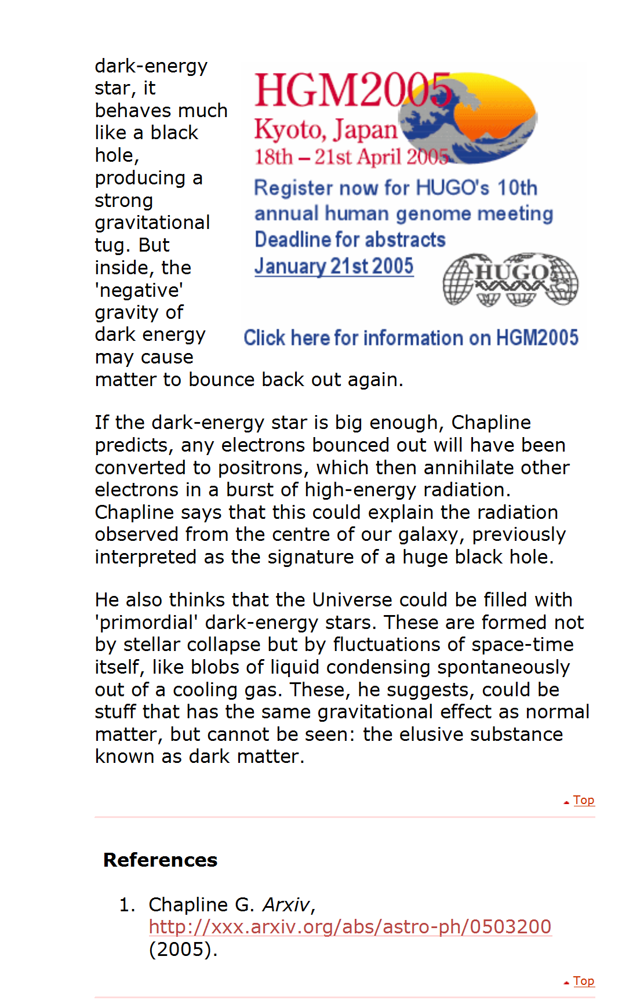 dark-energy
star, it
behaves much
like a black
hole,
producing a
strong
gravitational
tug. But
inside, the
'negative'
gravity of
dark energy
may cause
matter to bounce back out again.
HGM2005
Kyoto, Japan
18th – 21st April 2005
Register now for HUGO's 10th
annual human genome meeting
Deadline for abstracts
January 21st 2005
HUGO
Click here for information on HGM2005
If the dark-energy star is big enough, Chapline
predicts, any electrons bounced out will have been
converted to positrons, which then annihilate other
electrons in a burst of high-energy radiation.
Chapline says that this could explain the radiation
observed from the centre of our galaxy, previously
interpreted as the signature of a huge black hole.
He also thinks that the Universe could be filled with
'primordial' dark-energy stars. These are formed not
by stellar collapse but by fluctuations of space-time
itself, like blobs of liquid condensing spontaneously
out of a cooling gas. These, he suggests, could be
stuff that has the same gravitational effect as normal
matter, but cannot be seen: the elusive substance
known as dark matter.
Top
References
1. Chapline G. Arxiv,
http://xxx.arxiv.org/abs/astro-ph/0503200
(2005).
Top